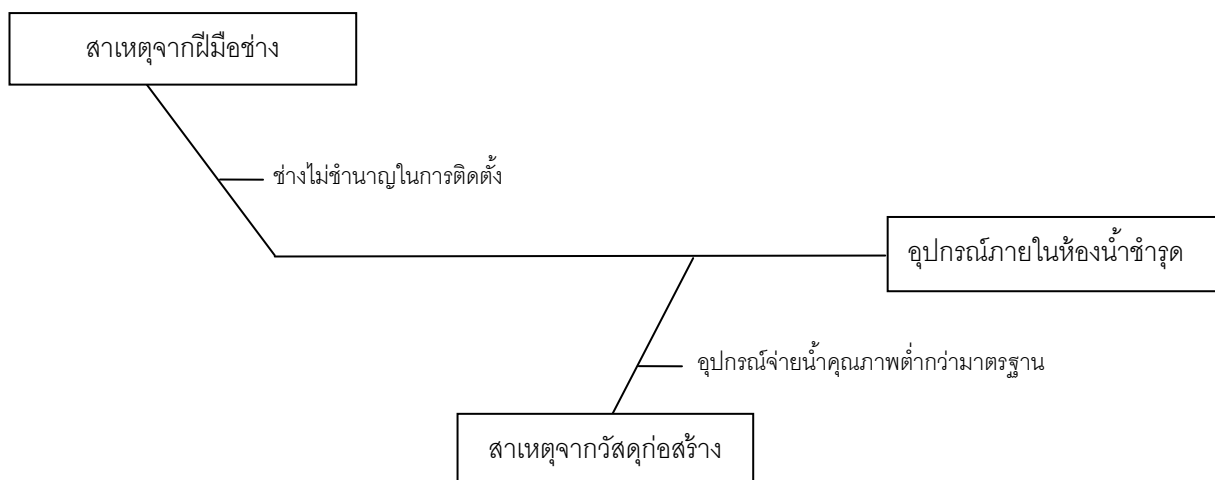 สาเหตุจากฝีมือช่าง
ช่างไม่ชำนาญในการติดตั้ง
อุปกรณ์ภายในห้องน้ำชำรุด
อุปกรณ์จ่ายน้ำคุณภาพต่ำกว่ามาตรฐาน
สาเหตุจากวัสดุก่อสร้าง